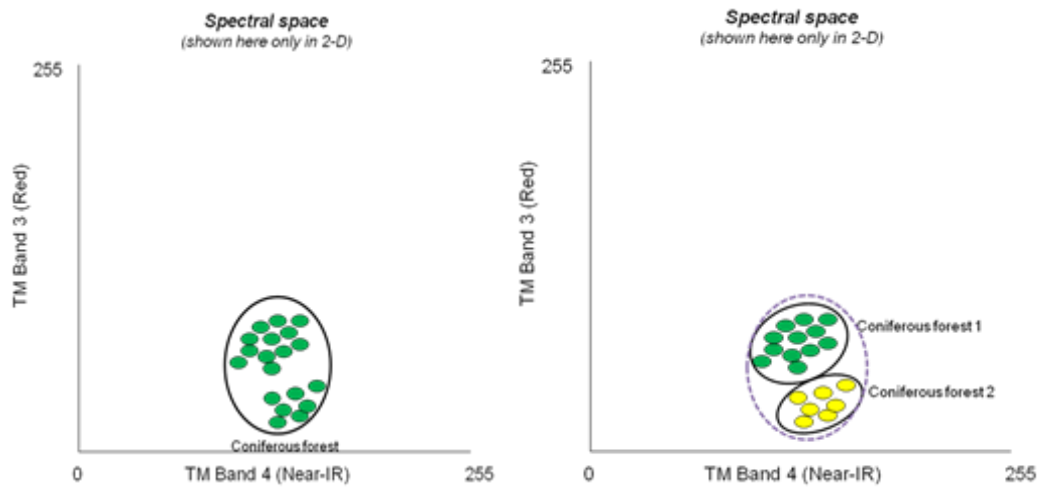 Spectral space
(shown here only in 2-D)
255
TM Band 3 (Red)
Coniferous forest
0
TM Band 4 (Near-IR)
255
Spectral space
(shown here only in 2-D)
255
TM Band 3 (Red)
Coniferous forest 1
Coniferous forest 2
0
TM Band 4 (Near-IR)
255